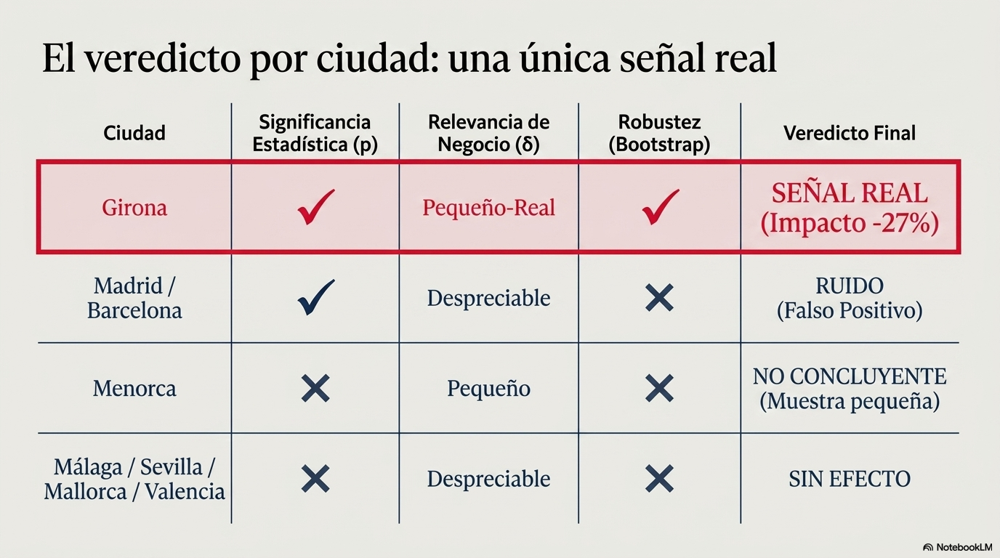 El veredicto por ciudad: una única señal real
Ciudad
Significancia
Estadística (p)
Relevancia de
Negocio (δ)
Robustez
(Bootstrap)
Veredicto Final
Girona
✓
Pequeño-Real
✓
SEÑAL REAL
(Impacto -27%)
Madrid /
Barcelona
✓
Despreciable
✕
RUIDO
(Falso Positivo)
Menorca
✕
Pequeño
✕
NO CONCLUYENTE
(Muestra pequeña)
Málaga / Sevilla /
Mallorca / Valencia
✕
Despreciable
✕
SIN EFECTO
NotebookLM